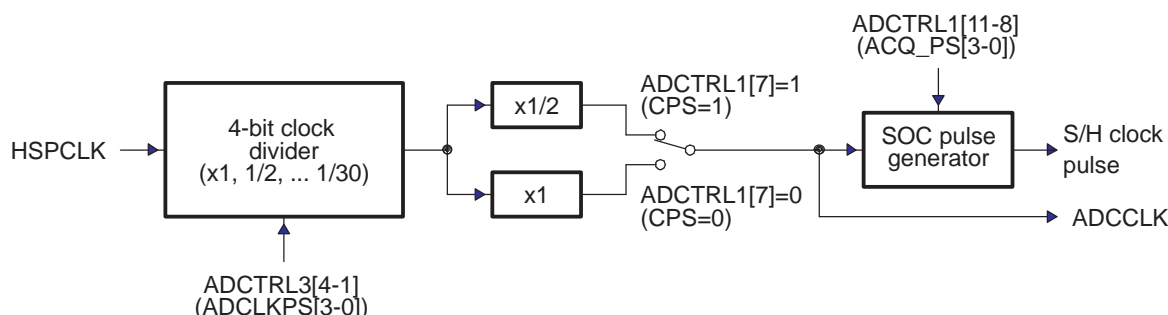 ADCTRL1[11-8]
(ACQ_PS[3-0])
HSPCLK
4-bit clock
divider
(x1, 1/2, ... 1/30)
x1/2
ADCTRL1[7]=1
(CPS=1)
x1
ADCTRL1[7]=0
(CPS=0)
SOC pulse
generator
S/H clock
pulse
ADCCLK
ADCTRL3[4-1]
(ADCLKPS[3-0])